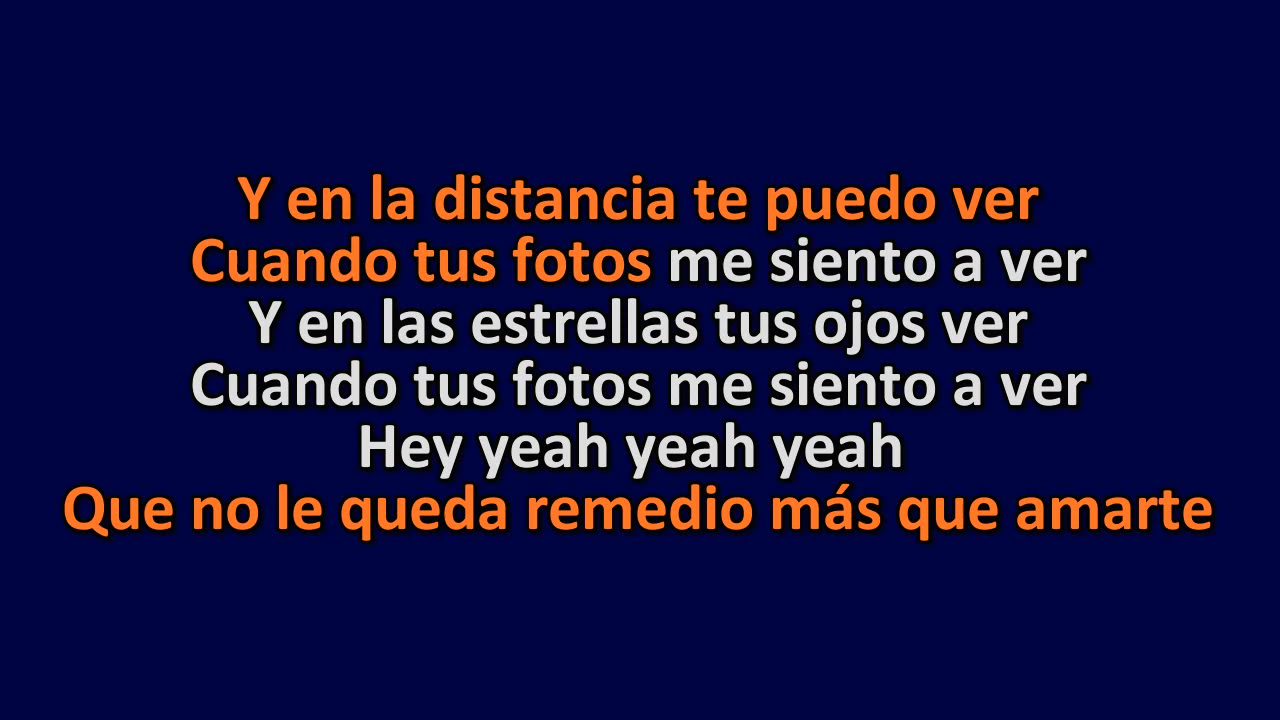 Y en la distancia te puedo ver
Cuando tus fotos me siento a ver
Y en las estrellas tus ojos ver
Cuando tus fotos me siento a ver
Hey yeah yeah yeah
Que no le queda remedio más que amarte